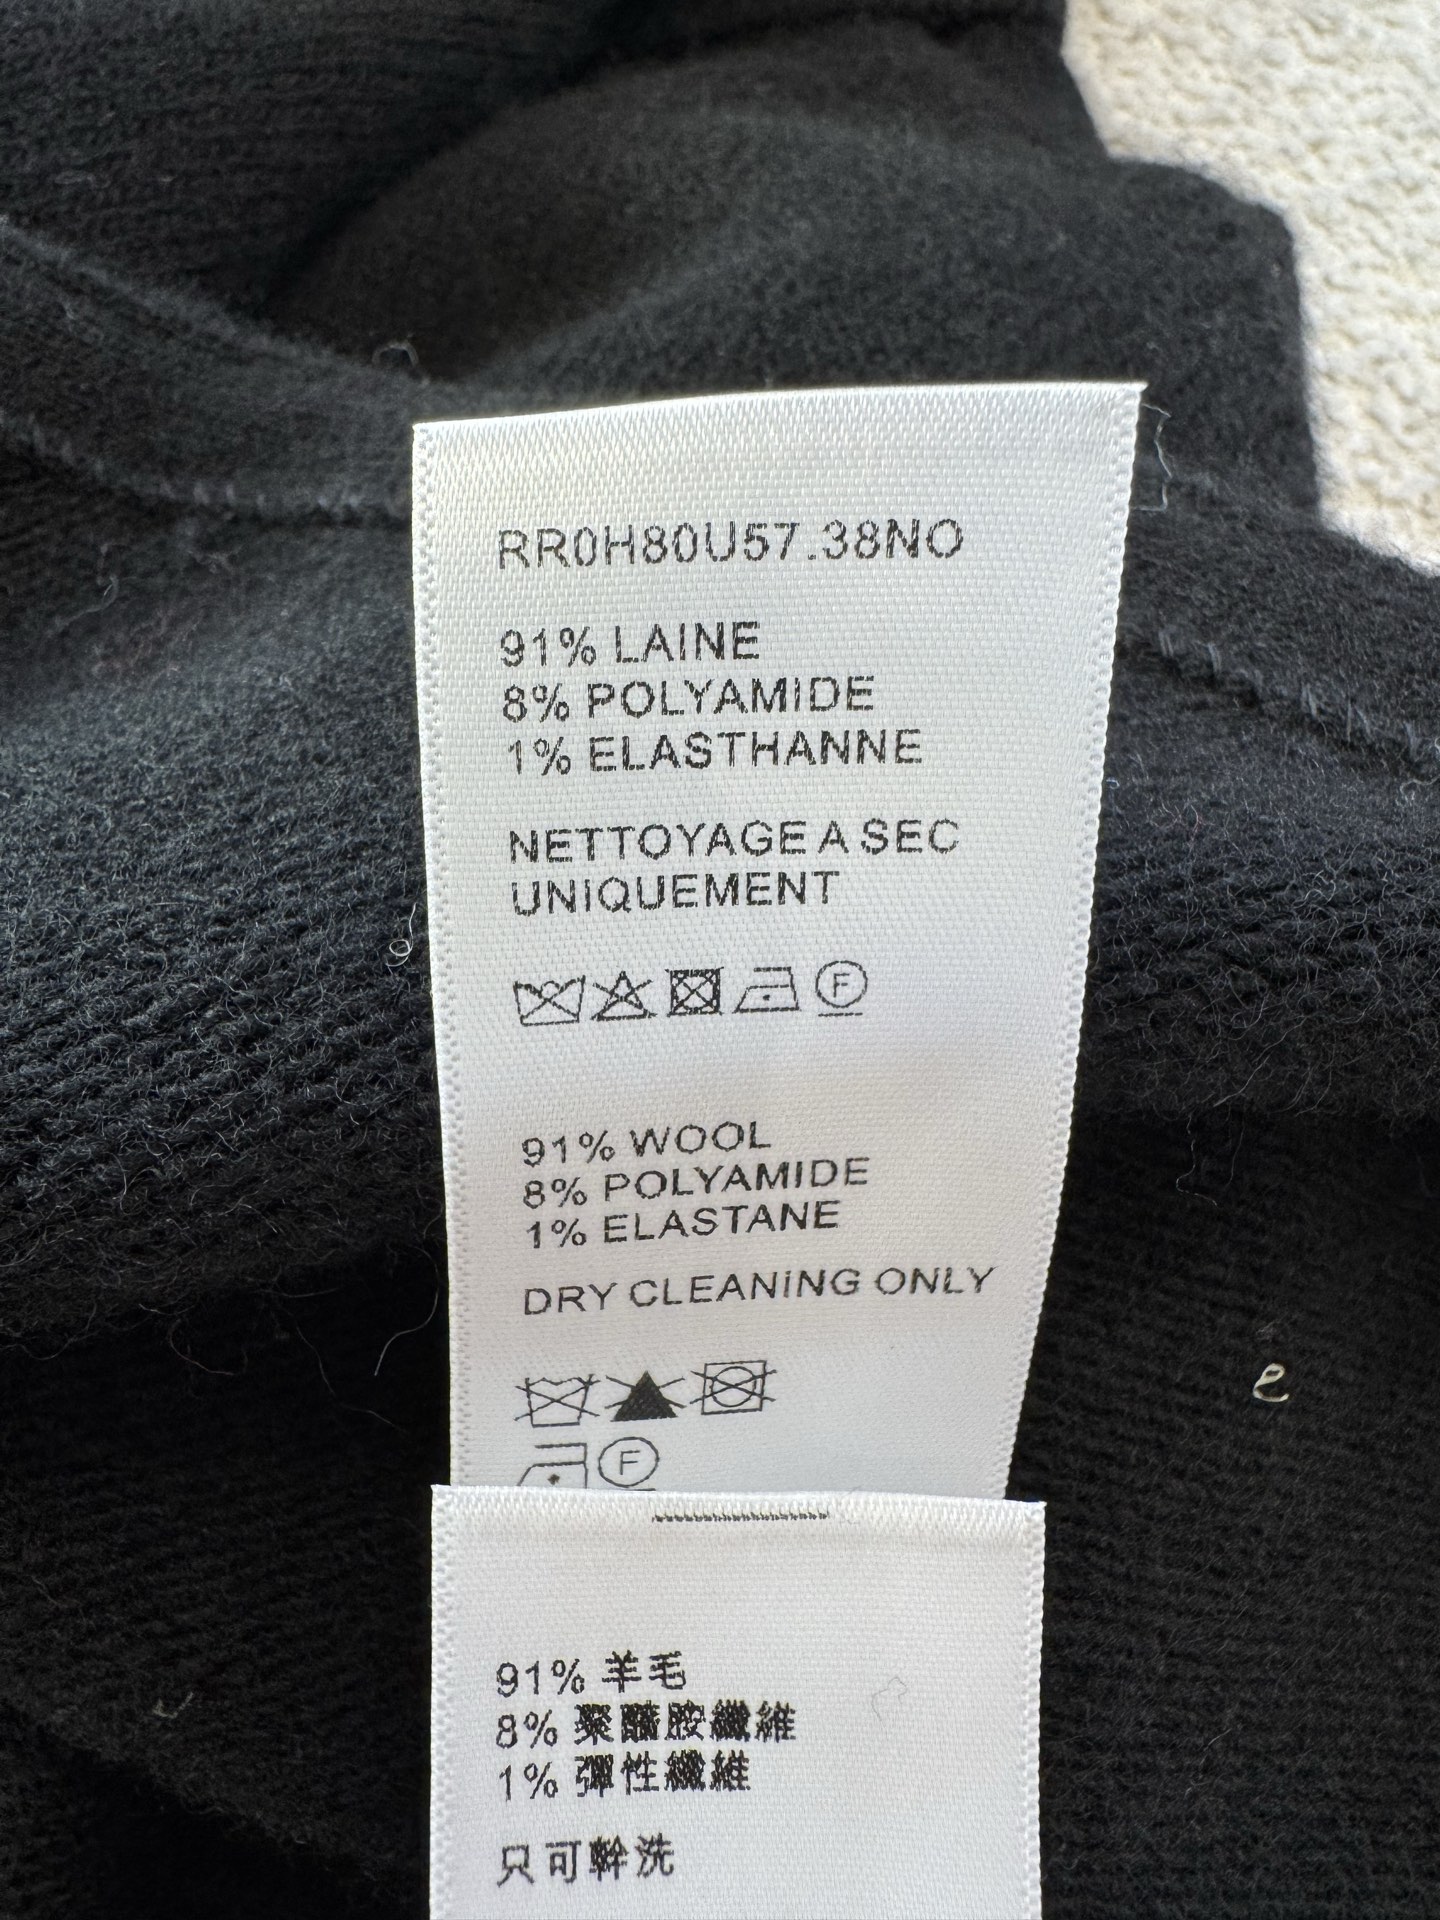 RR0H80U57.38NO
91% LAINE
8% POLYAMIDE
1% ELASTHANNE
NETTOYAGE A SEC
UNIQUEMENT
F
91% WOOL
8% POLYAMIDE
1% ELASTANE
DRY CLEANING ONLY
F
91% 羊毛
8% 聚醯胺纖維
1% 彈性纖維
只可幹洗